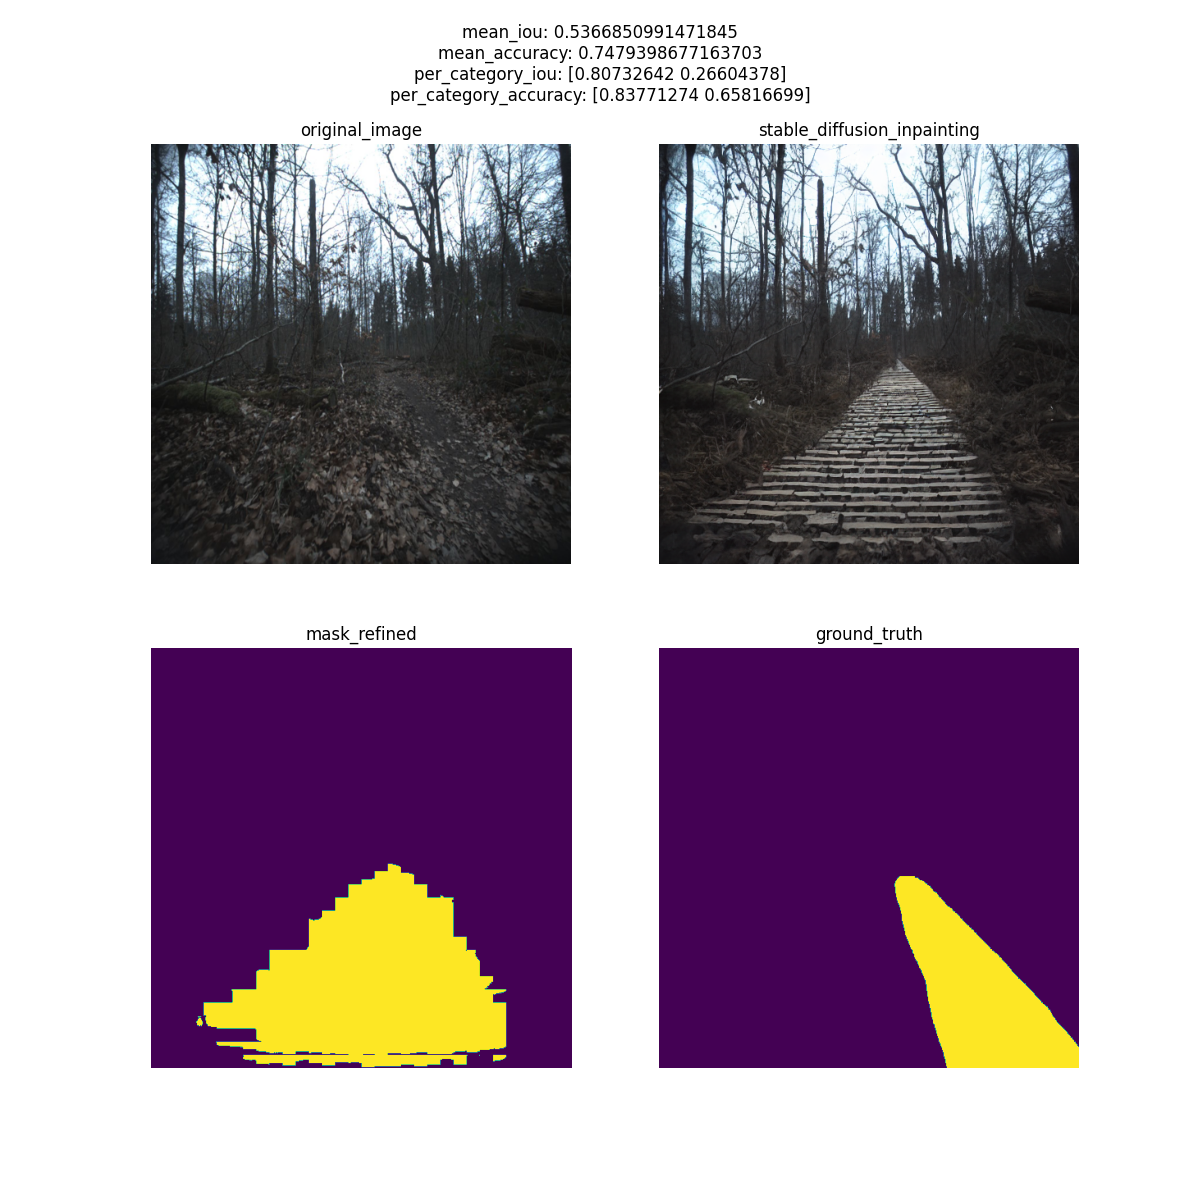 mean_iou: 0.5366850991471845
mean_accuracy: 0.7479398677163703
per_category_iou: [0.80732642 0.26604378]
per_category_accuracy: [0.83771274 0.65816699]
original_image
stable_diffusion_inpainting
mask_refined
ground_truth